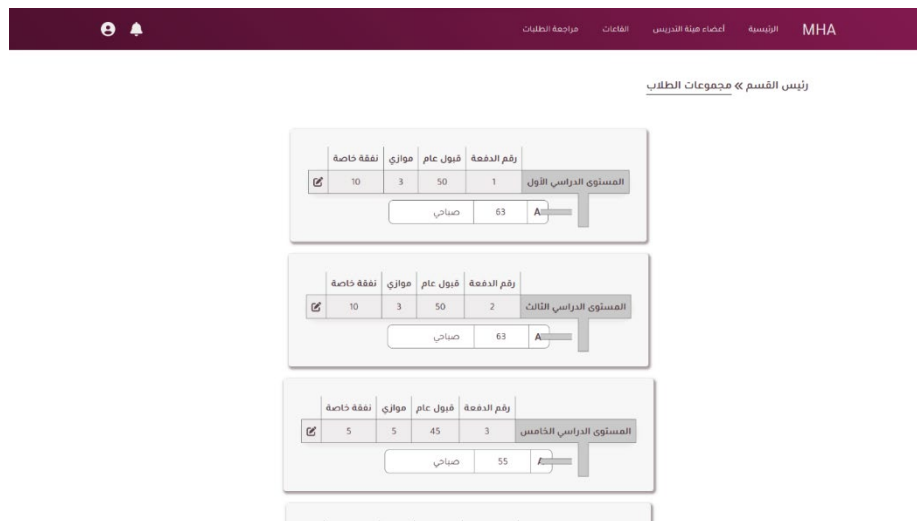 MHA الرئيسية أعضاء هيئة التدريس القاعات مراجعة الطلبات
رئيس القسم » مجموعات الطلاب
رقم الدفعة قبول عام موازي نفقة خاصة
المستوى الدراسي الأول 1 50 3 10
A 63 صباحي
رقم الدفعة قبول عام موازي نفقة خاصة
المستوى الدراسي الثالث 2 50 3 10
A 63 صباحي
رقم الدفعة قبول عام موازي نفقة خاصة
المستوى الدراسي الخامس 3 45 5 5
55 صباحي